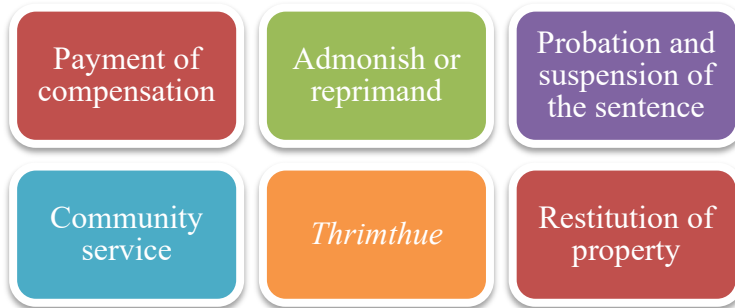 Payment of
compensation
Admonish or
reprimand
Probation and
suspension of
the sentence
Community
service
Thrimthue
Restitution of
property